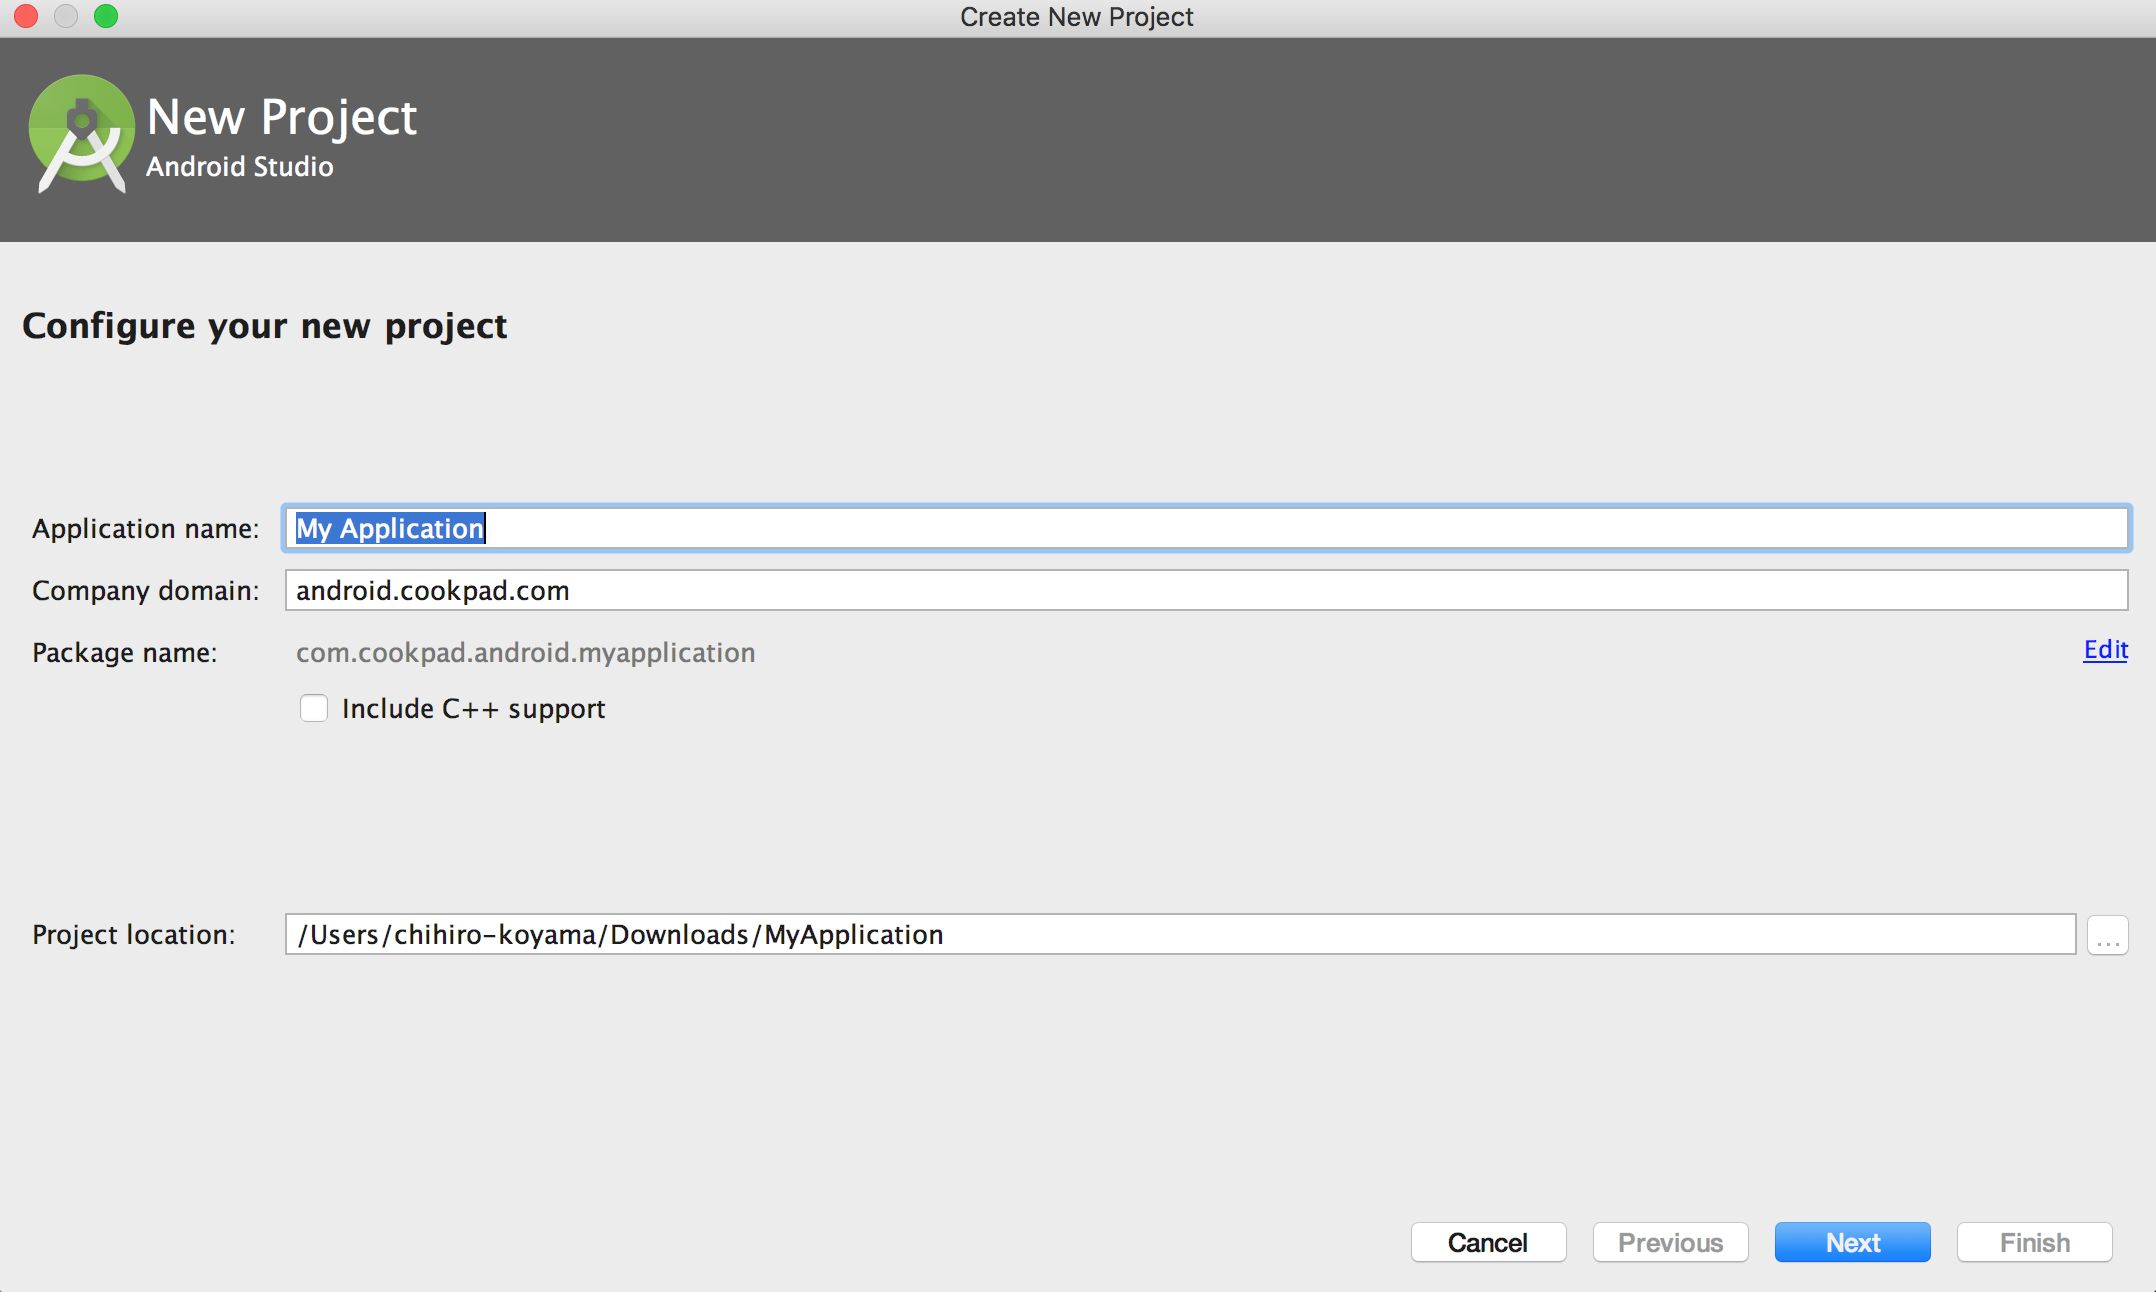 Create New Project
New Project
Android Studio
Configure your new project
Application name: My Application
Company domain: android.cookpad.com
Package name: com.cookpad.android.myapplication Edit
Include C++ support
Project location: /Users/chihiro-koyama/Downloads/MyApplication ...
Cancel Previous Next Finish